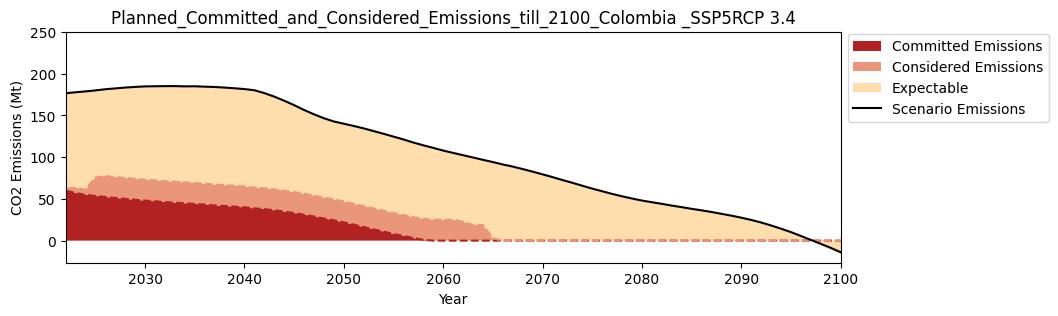 Planned_Committed_and_Considered_Emissions_till_2100_Colombia _SSP5RCP 3.4
250
200
150
100
50
0
CO2 Emissions (Mt)
2030 2040 2050 2060 2070 2080 2090 2100
Year
Committed Emissions
Considered Emissions
Expectable
Scenario Emissions